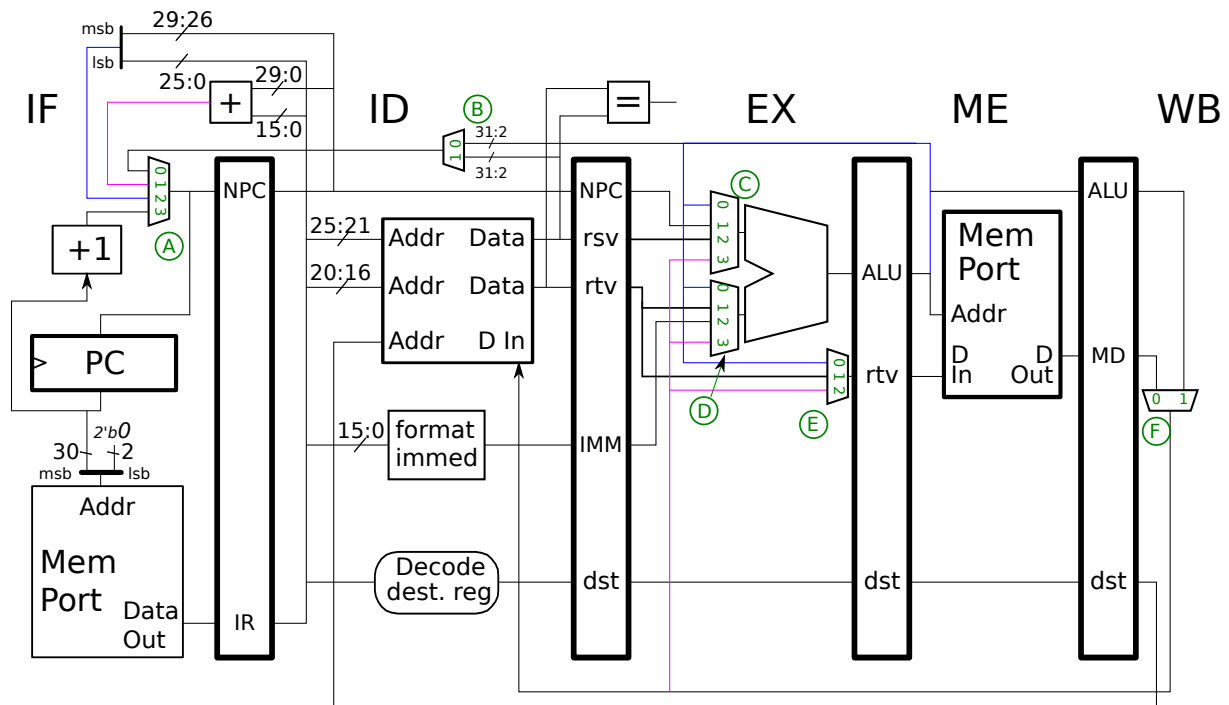 29:26
msb
lsb
25:0
29:0
15:0
+
=
IF
ID
EX
ME
WB
B
31:2
0 1
31:2
NPC
NPC
ALU
ALU
0 1 2 3
A
+1
PC
C
0
1
2
3
25:21
Addr
Data
rsv
20:16
Addr
Data
rtv
Addr
D In
0
1
2
3
D
Mem
Port
Addr
D
In
D
Out
MD
0 1 2
E
rtv
0 1
F
2'b0
30
2
msb
lsb
Addr
Mem
Port
Data
Out
IR
15:0
format
immed
IMM
Decode
dest. reg
dst
dst
dst